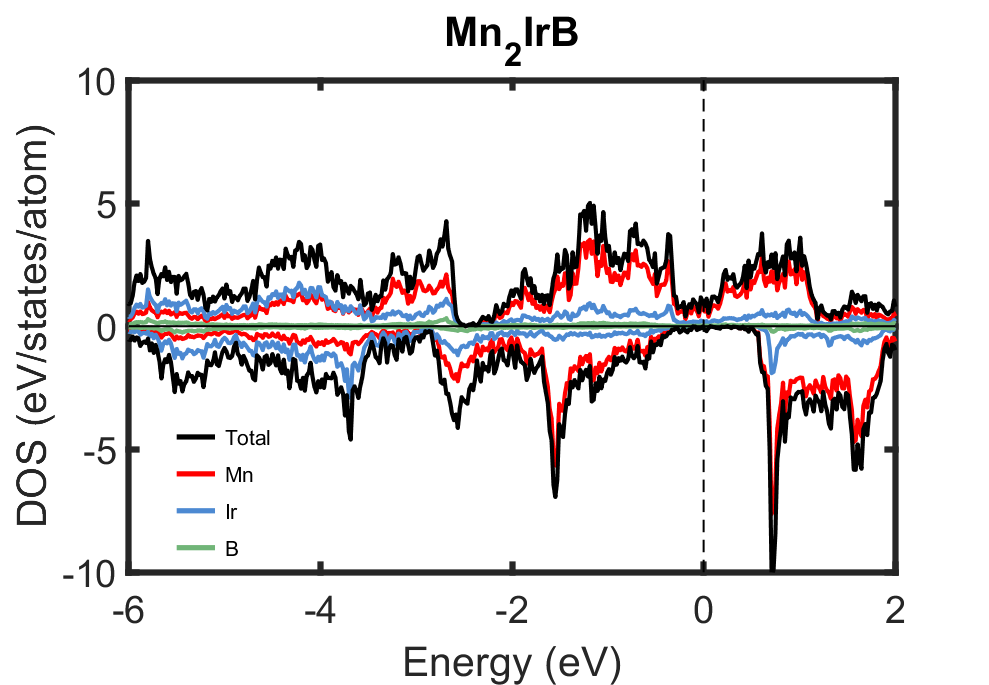 Mn2IrB
10
5
0
-5
-10
DOS (eV/states/atom)
Total
Mn
Ir
B
-6 -4 -2 0 2
Energy (eV)